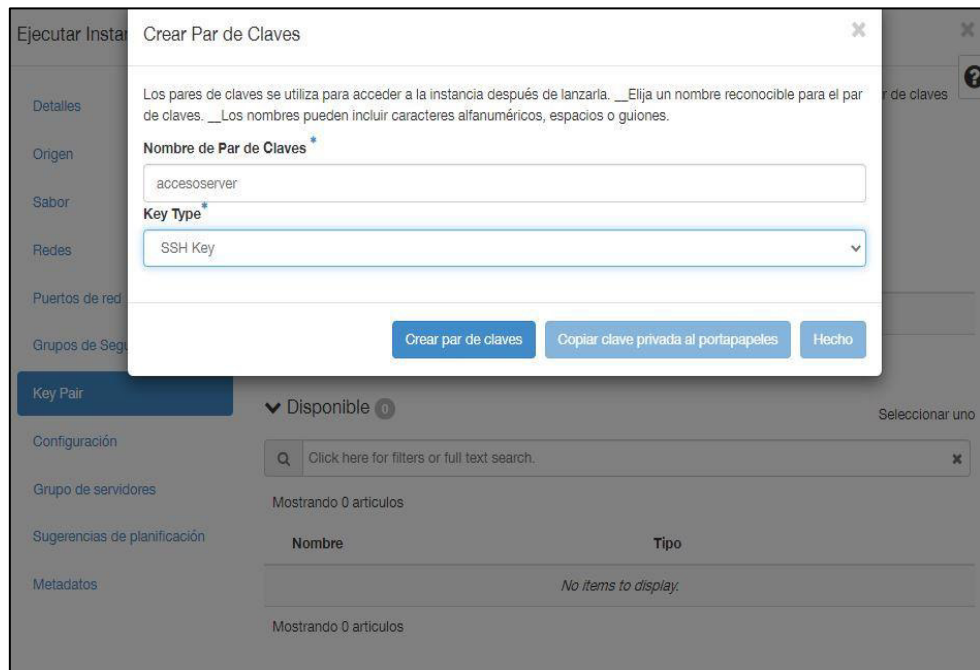 Ejecutar Insta
Crear Par de Claves
Los pares de claves se utiliza para acceder a la instancia después de lanzarla. __Elija un nombre reconocible para el par
de claves. __Los nombres pueden incluir caracteres alfanuméricos, espacios o guiones.
r de claves
Nombre de Par de Claves *
accesoserver
Key Type*
SSH Key
Crear par de claves
Copiar clave privada al portapapeles
Hecho
Detalles
Origen
Sabor
Redes
Puertos de red
Grupos de Segu
Key Pair
Configuración
Grupo de servidores
Sugerencias de planificación
Metadatos
Disponible 0
Seleccionar uno
Click here for filters or full text search.
Mostrando 0 articulos
Nombre Tipo
No items to display.
Mostrando 0 articulos